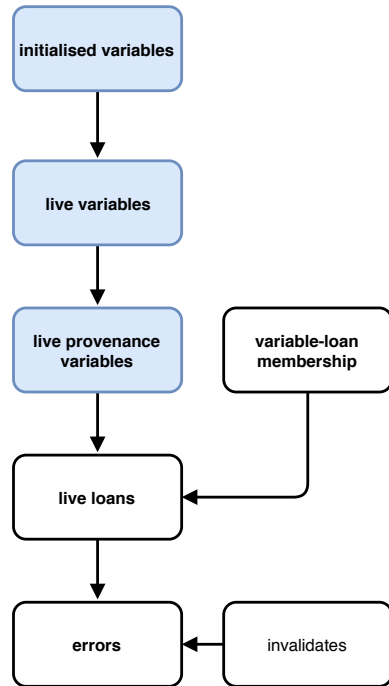 initialised variables
live variables
live provenance
variables
variable-loan
membership
live loans
errors
invalidates